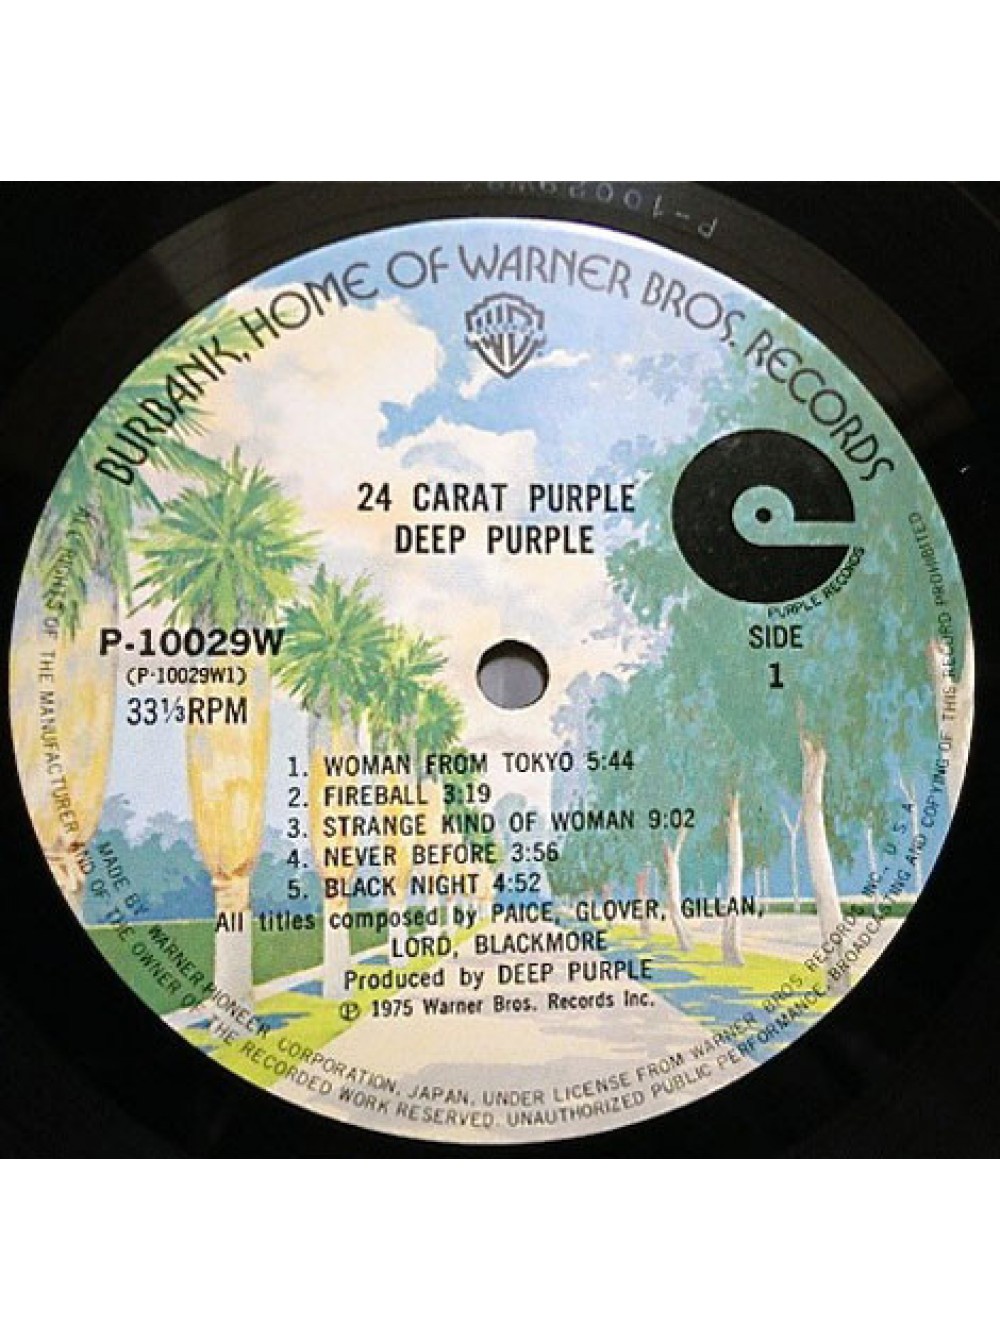 P-10029W
BURBANK, HOME OF WARNER BROS. RECORDS
24 CARAT PURPLE
DEEP PURPLE
PURPLE RECORDS
P-10029W
(P-10029W1)
33⅓RPM
SIDE
1
1. WOMAN FROM TOKYO 5:44
2. FIREBALL 3:19
3. STRANGE KIND OF WOMAN 9:02
4. NEVER BEFORE 3:56
5. BLACK NIGHT 4:52
All titles composed by PAICE, GLOVER, GILLAN,
LORD, BLACKMORE
Produced by DEEP PURPLE
℗ 1975 Warner Bros. Records Inc.
MADE BY WARNER-PIONEER CORPORATION, JAPAN, UNDER LICENSE FROM WARNER BROS RECORDS INC., U.S.A.
ALL RIGHTS OF THE MANUFACTURER AND OF THE OWNER OF THE RECORDED WORK RESERVED. UNAUTHORIZED PUBLIC PERFORMANCE, BROADCASTING AND COPYING OF THIS RECORD PROHIBITED